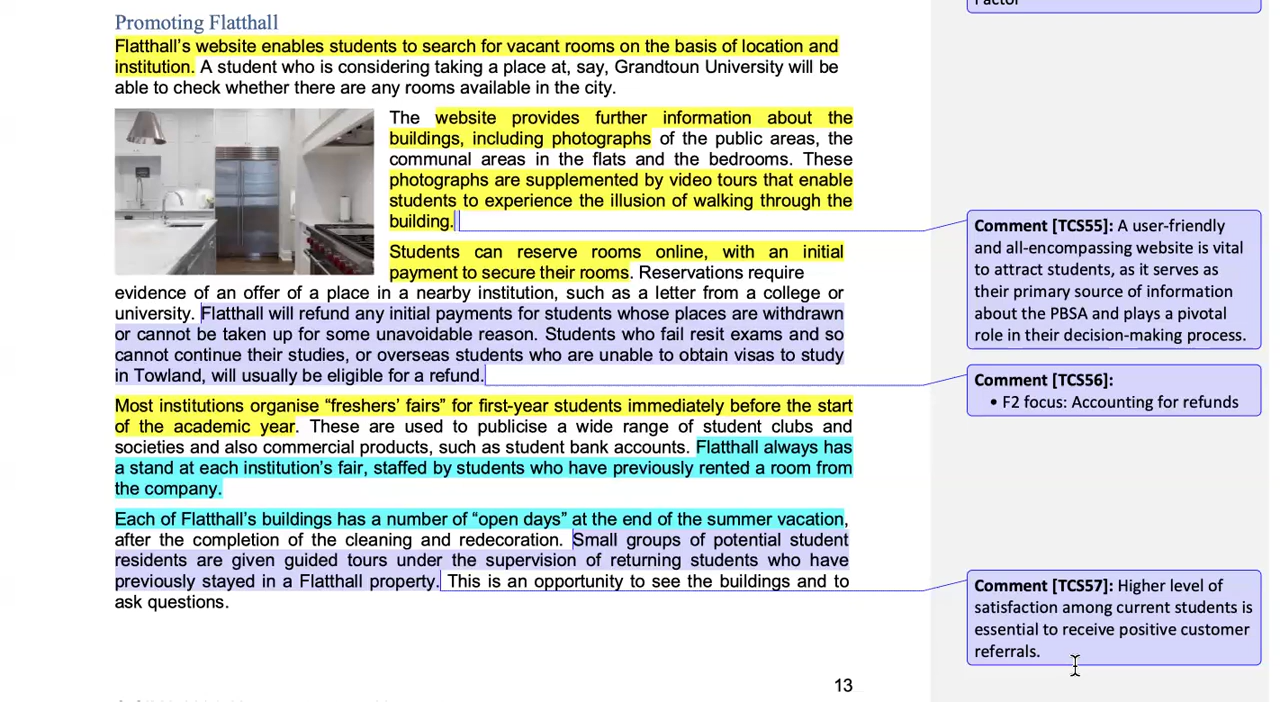 Factor
Promoting Flatthall
Flatthall's website enables students to search for vacant rooms on the basis of location and
institution. A student who is considering taking a place at, say, Grandtoun University will be
able to check whether there are any rooms available in the city.
The website provides further information about the
buildings, including photographs of the public areas, the
communal areas in the flats and the bedrooms. These
photographs are supplemented by video tours that enable
students to experience the illusion of walking through the
building.
Students can reserve rooms online, with an initial
payment to secure their rooms. Reservations require
evidence of an offer of a place in a nearby institution, such as a letter from a college or
university. Flatthall will refund any initial payments for students whose places are withdrawn
or cannot be taken up for some unavoidable reason. Students who fail resit exams and so
cannot continue their studies, or overseas students who are unable to obtain visas to study
in Towland, will usually be eligible for a refund.
Most institutions organise “freshers’ fairs” for first-year students immediately before the start
of the academic year. These are used to publicise a wide range of student clubs and
societies and also commercial products, such as student bank accounts. Flatthall always has
a stand at each institution’s fair, staffed by students who have previously rented a room from
the company.
Each of Flatthall’s buildings has a number of “open days” at the end of the summer vacation,
after the completion of the cleaning and redecoration. Small groups of potential student
residents are given guided tours under the supervision of returning students who have
previously stayed in a Flatthall property. This is an opportunity to see the buildings and to
ask questions.
13
Comment [TCS55]: A user-friendly
and all-encompassing website is vital
to attract students, as it serves as
their primary source of information
about the PBSA and plays a pivotal
role in their decision-making process.
Comment [TCS56]:
• F2 focus: Accounting for refunds
Comment [TCS57]: Higher level of
satisfaction among current students is
essential to receive positive customer
referrals.